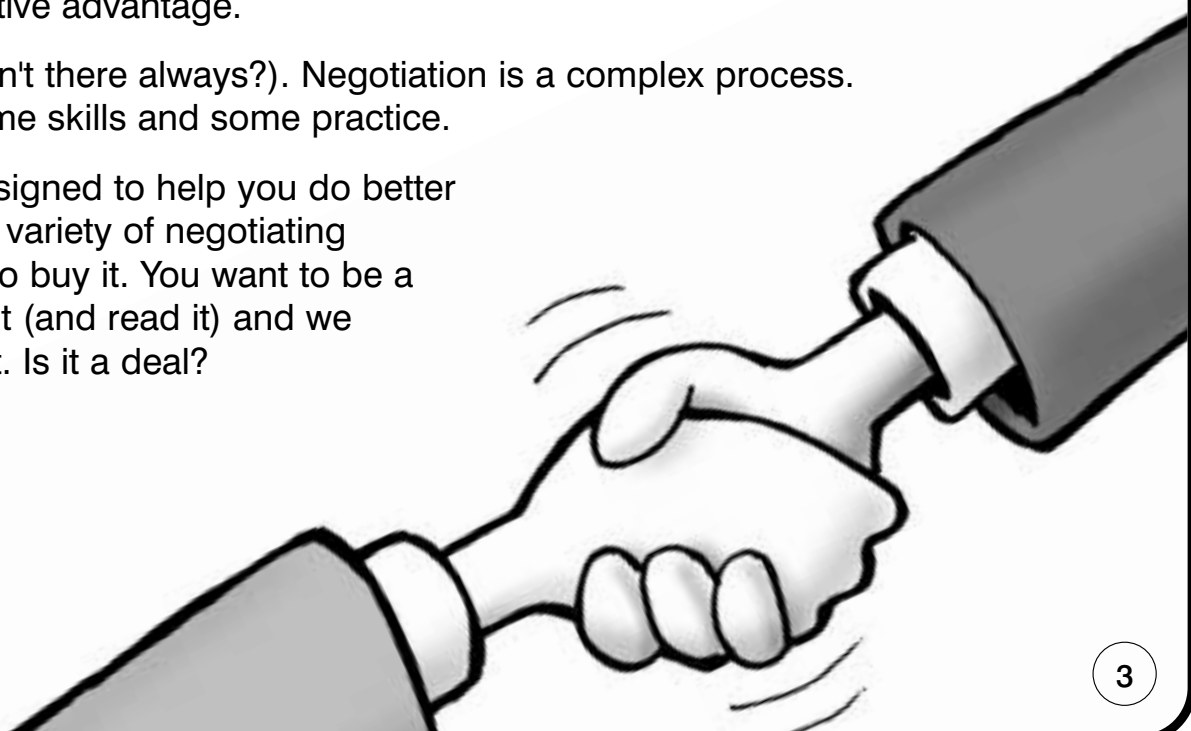 tive advantage.
n't there always?). Negotiation is a complex process.
me skills and some practice.
signed to help you do better
variety of negotiating
o buy it. You want to be a
t (and read it) and we
. Is it a deal?
3